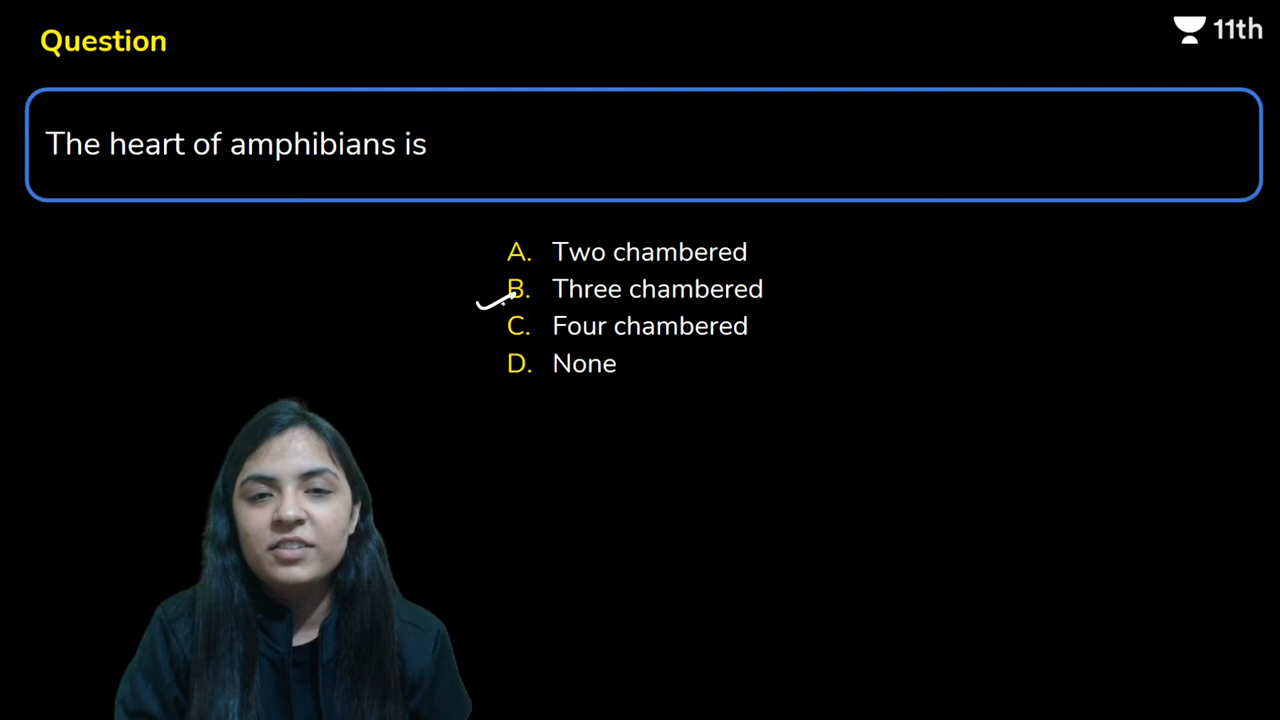 Question
11th
The heart of amphibians is
A. Two chambered
B. Three chambered
C. Four chambered
D. None